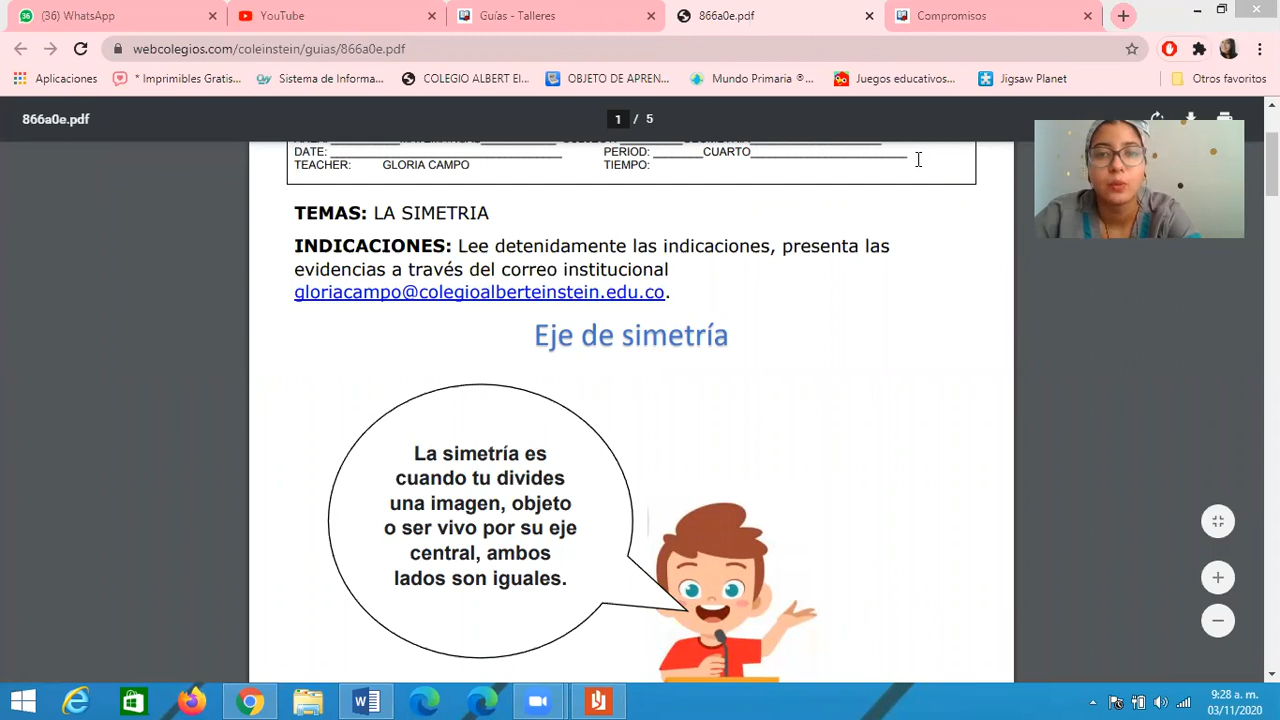 (36) WhatsApp
YouTube
Guías - Talleres
866a0e.pdf
Compromisos
webcolegios.com/coleinstein/guias/866a0e.pdf
Aplicaciones
* Imprimibles Gratis...
Sistema de Informa...
COLEGIO ALBERT EI...
OBJETO DE APREN...
Mundo Primaria ®...
Juegos educativos...
Jigsaw Planet
Otros favoritos
866a0e.pdf
1 / 5
DATE: PERIOD: CUARTO
TEACHER: GLORIA CAMPO TIEMPO:
TEMAS: LA SIMETRIA
INDICACIONES: Lee detenidamente las indicaciones, presenta las
evidencias a través del correo institucional
gloriacampo@colegioalberteinstein.edu.co.
Eje de simetría
La simetría es
cuando tu divides
una imagen, objeto
o ser vivo por su eje
central, ambos
lados son iguales.
9:28 a. m.
03/11/2020